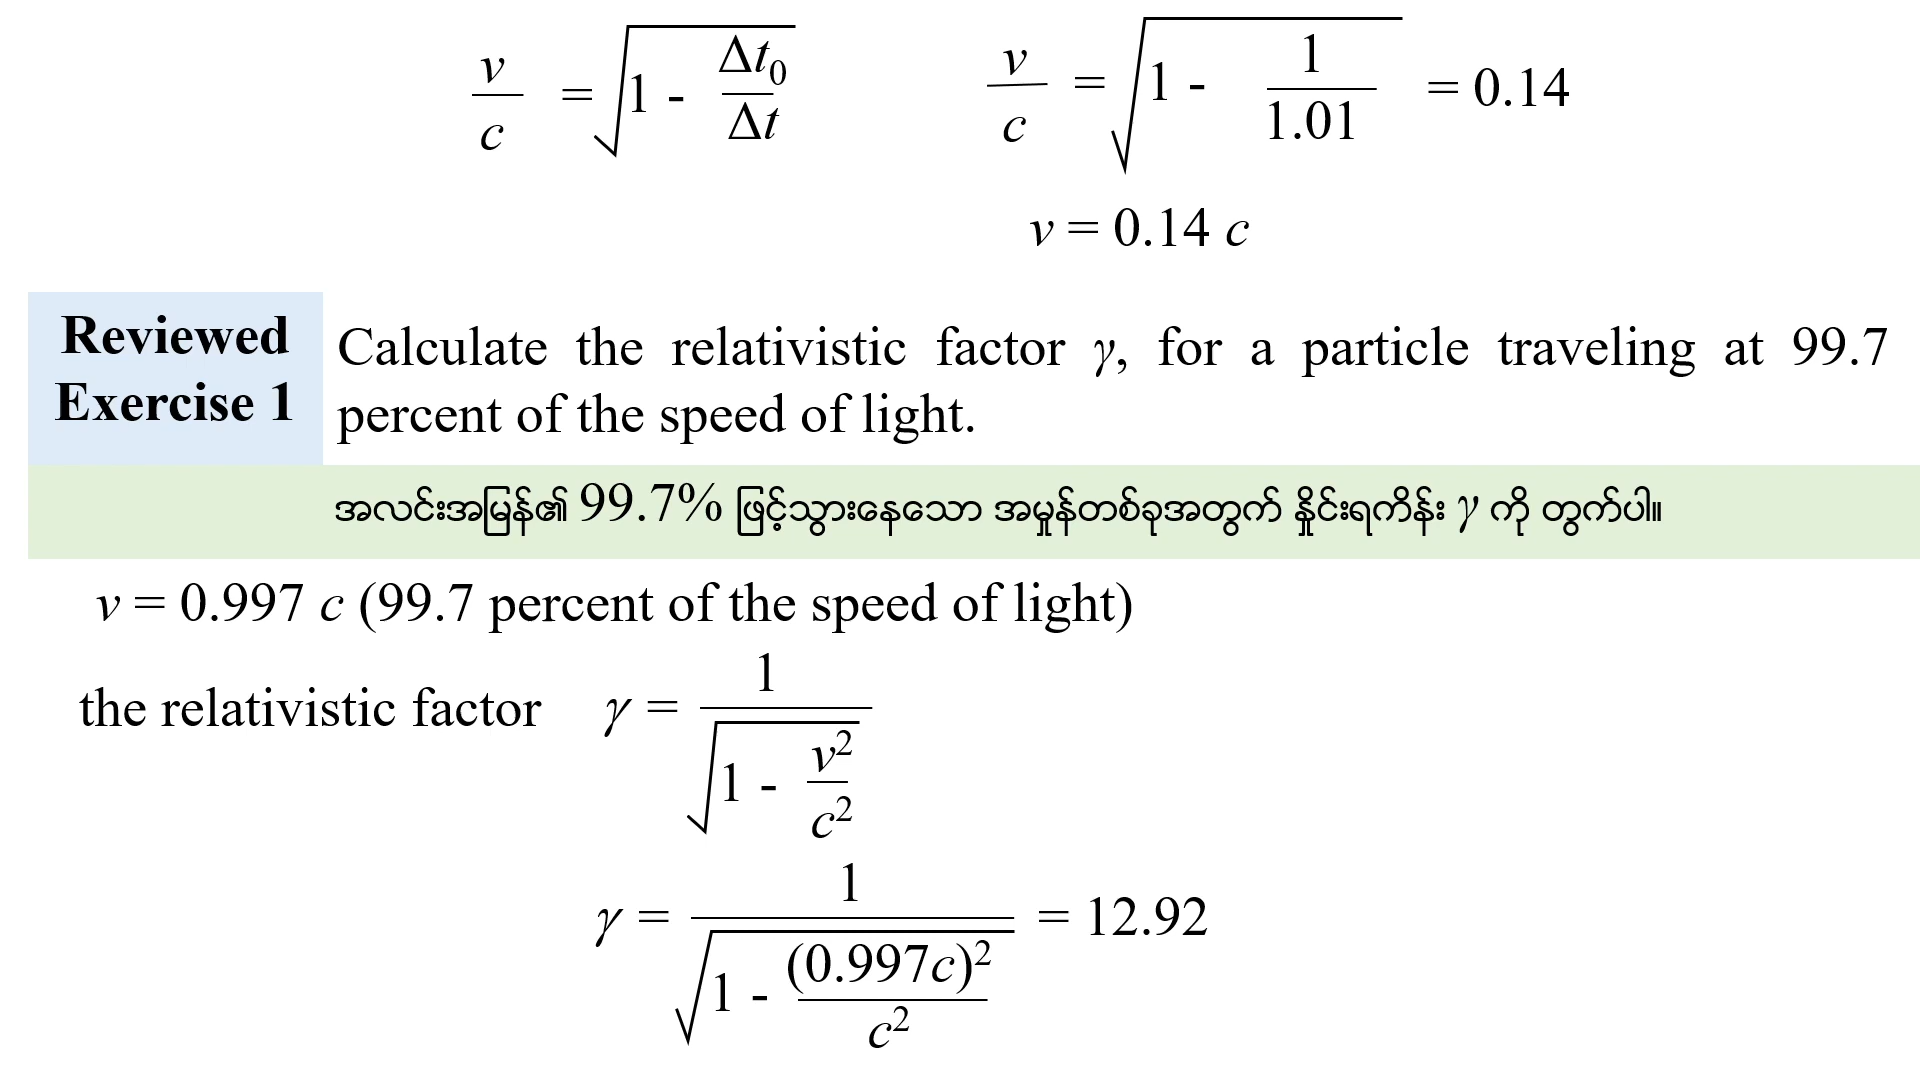 v/c = √(1 - Δt₀/Δt)    v/c = √(1 - 1/1.01) = 0.14
v = 0.14 c
Reviewed Exercise 1
Calculate the relativistic factor γ, for a particle traveling at 99.7
percent of the speed of light.
အလင်းအမြန်၏ 99.7% ဖြင့်သွားနေသော အမှုန်တစ်ခုအတွက် နှိုင်းရကိန်း γ ကို တွက်ပါ။
v = 0.997 c (99.7 percent of the speed of light)
the relativistic factor γ = 1/√(1 - v²/c²)
γ = 1/√(1 - (0.997c)²/c²) = 12.92